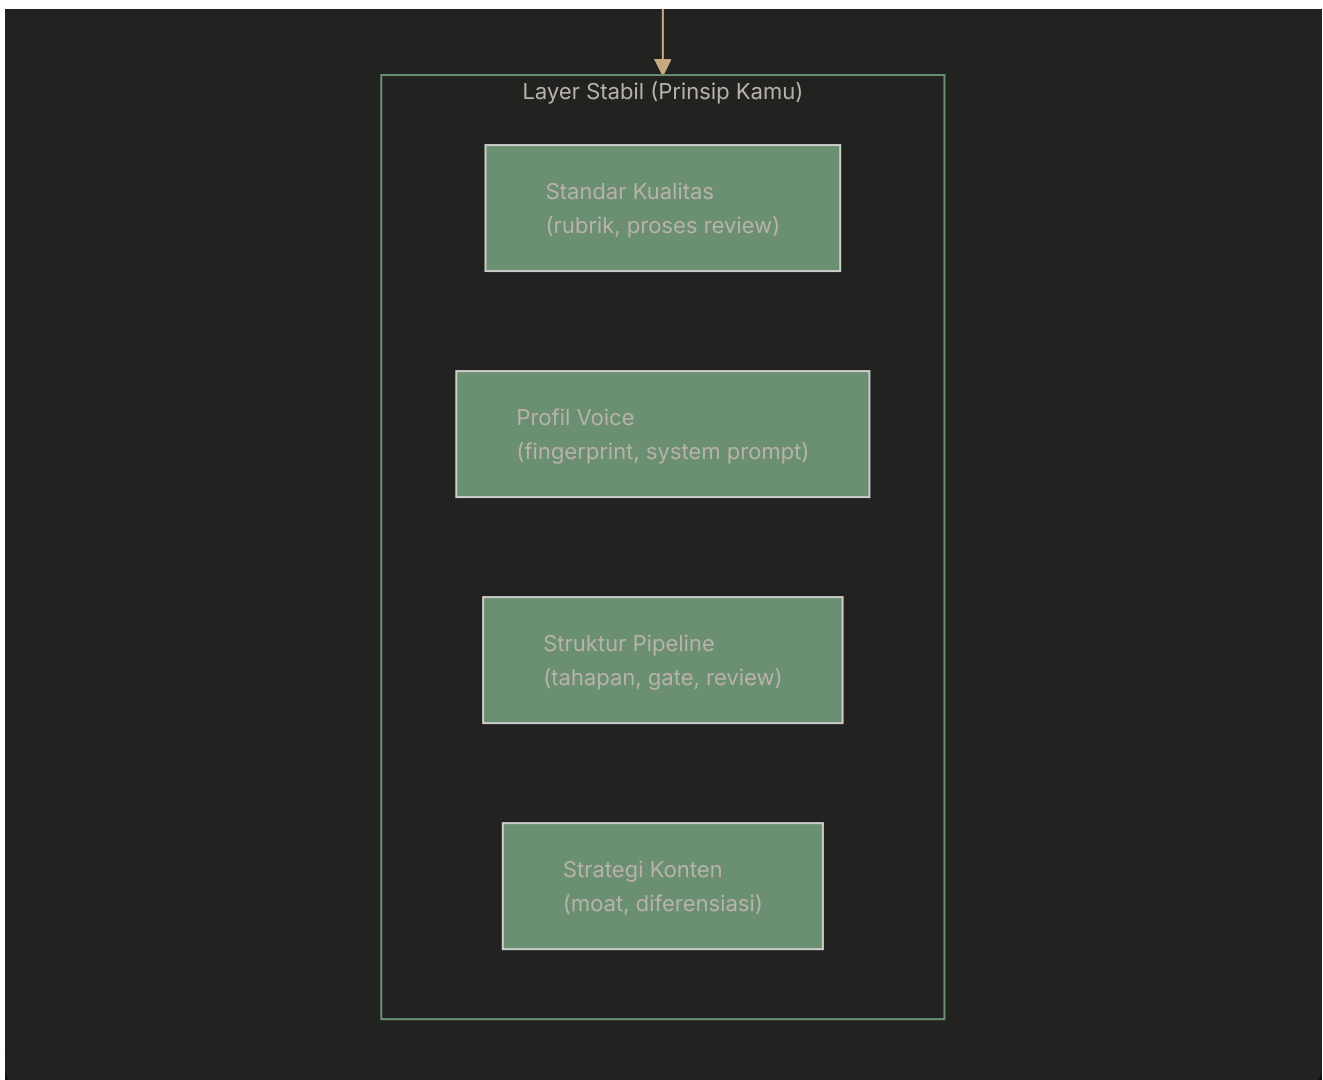 Layer Stabil (Prinsip Kamu)
Standar Kualitas
(rubrik, proses review)
Profil Voice
(fingerprint, system prompt)
Struktur Pipeline
(tahapan, gate, review)
Strategi Konten
(moat, diferensiasi)